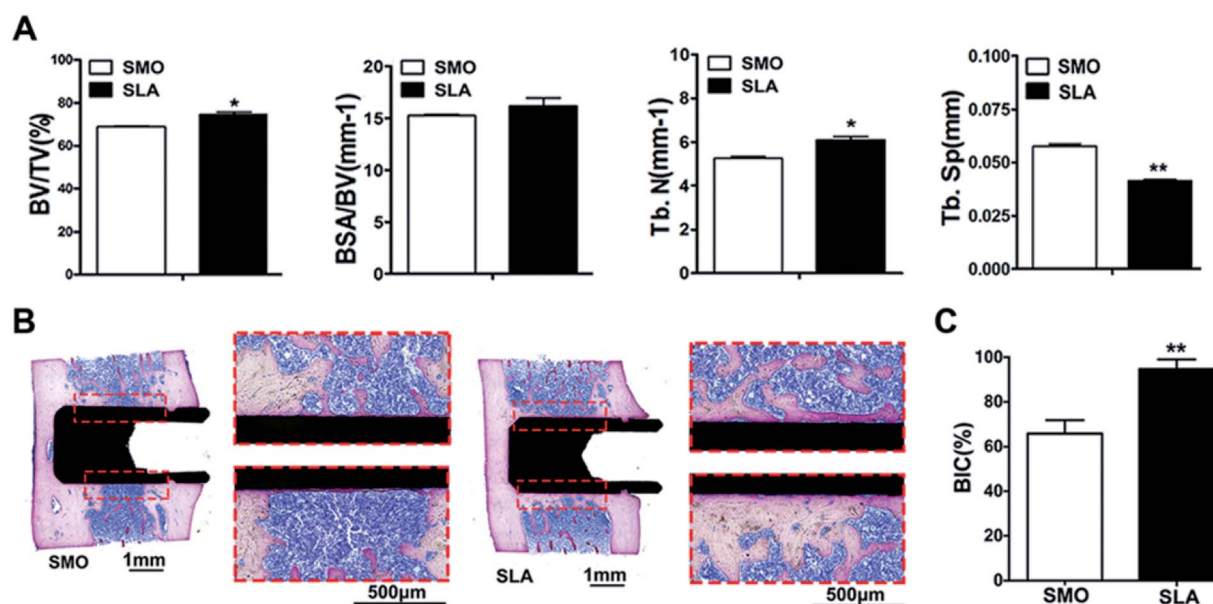 A
BV/TV(%)
100
80
60
40
20
0
SMO
SLA
*
BSA/BV(mm-1)
20
15
10
5
0
SMO
SLA
Tb. N(mm-1)
10
8
6
4
2
0
SMO
SLA
*
Tb. Sp(mm)
0.100
0.075
0.050
0.025
0.000
SMO
SLA
**
B
SMO
1mm
500μm
SLA
1mm
500μm
C
BIC(%)
100
80
60
40
20
0
**
SMO
SLA